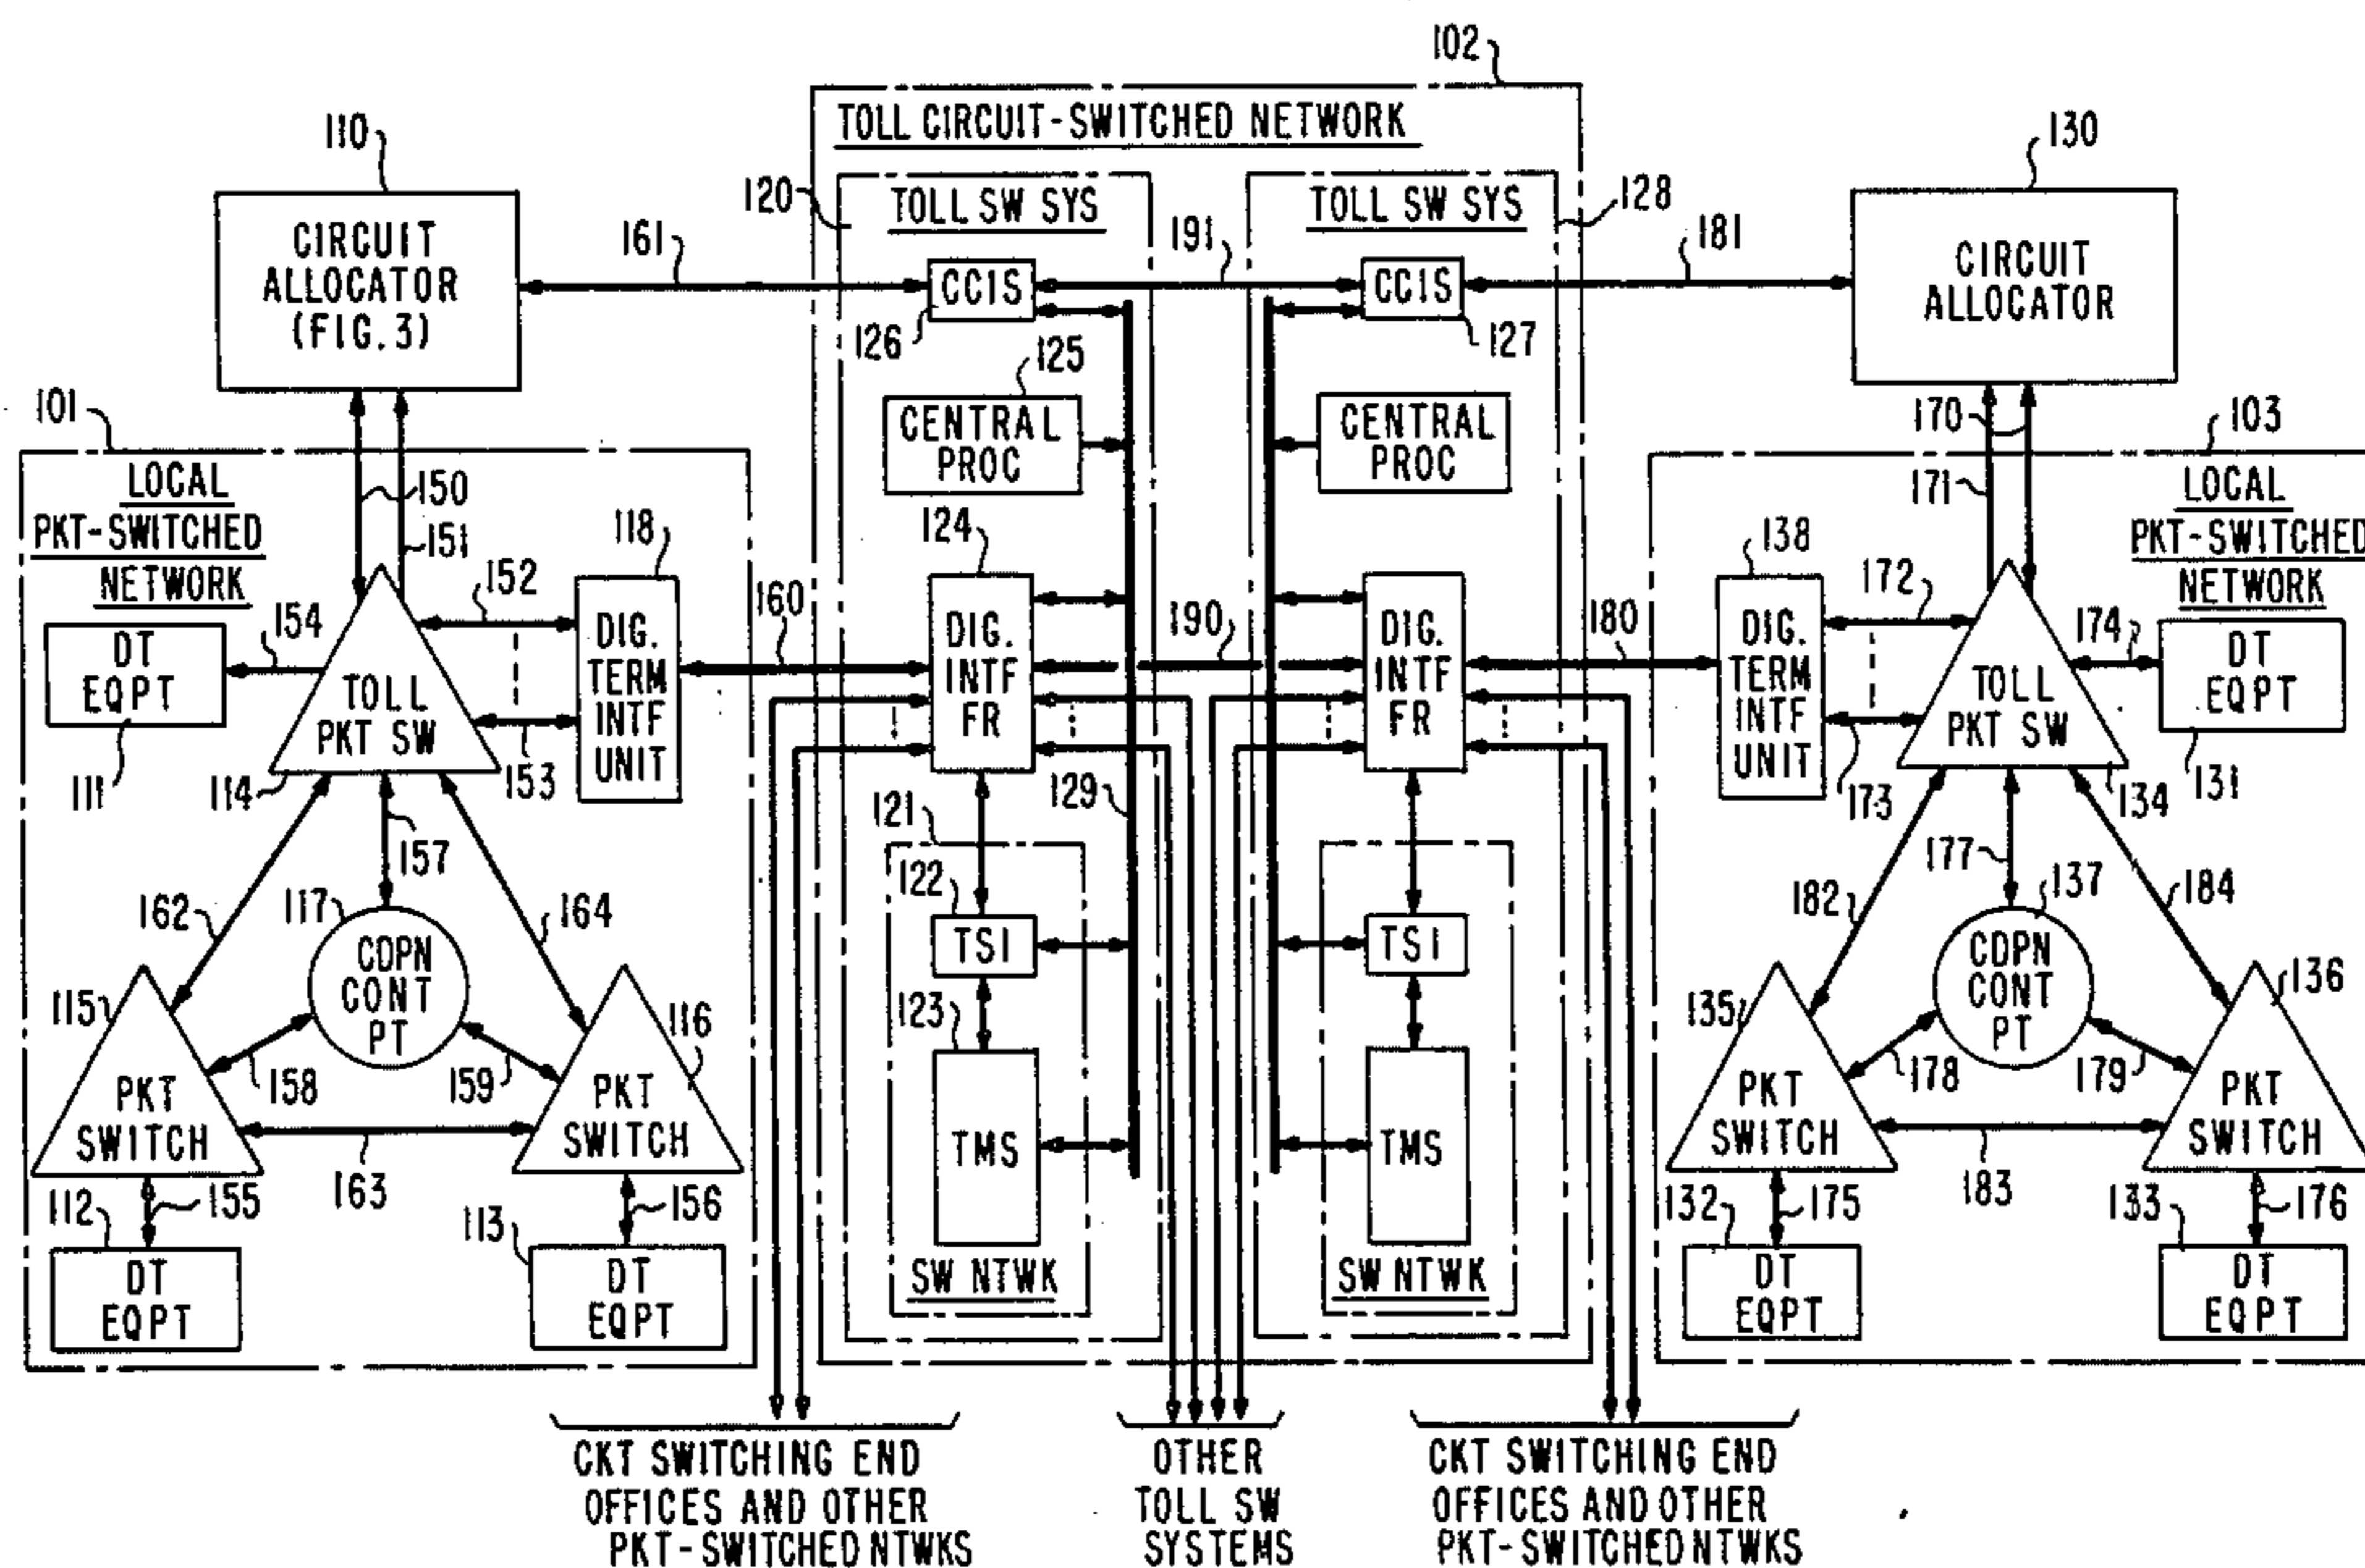 102
TOLL CIRCUIT-SWITCHED NETWORK
110
130
120
TOLL SW SYS
TOLL SW SYS
128
CIRCUIT
ALLOCATOR
(FIG. 3)
161
CCIS
191
CCIS
181
CIRCUIT
ALLOCATOR
126
125
127
101
CENTRAL
PROC
CENTRAL
PROC
170
103
LOCAL
PKT-SWITCHED
NETWORK
150
151
118
124
171
138
LOCAL
PKT-SWITCHED
NETWORK
154
152
160
190
180
172
174
DT
EQPT
TOLL
PKT SW
DIG.
TERM
INTF
UNIT
DIG.
INTF
FR
DIG.
INTF
FR
DIG.
TERM
INTF
UNIT
TOLL
PKT SW
DT
EQPT
111
114
153
129
173
134
131
157
121
177
162
117
164
122
182
137
184
115
CDPN
CONT
PT
116
TSI
TSI
135
CDPN
CONT
PT
136
123
158
159
178
179
PKT
SWITCH
PKT
SWITCH
TMS
TMS
PKT
SWITCH
PKT
SWITCH
112
155
163
113
156
132
175
183
133
176
DT
EQPT
DT
EQPT
SW NTWK
SW NTWK
DT
EQPT
DT
EQPT
CKT SWITCHING END
OFFICES AND OTHER
PKT-SWITCHED NTWKS
OTHER
TOLL SW
SYSTEMS
CKT SWITCHING END
OFFICES AND OTHER
PKT-SWITCHED NTWKS